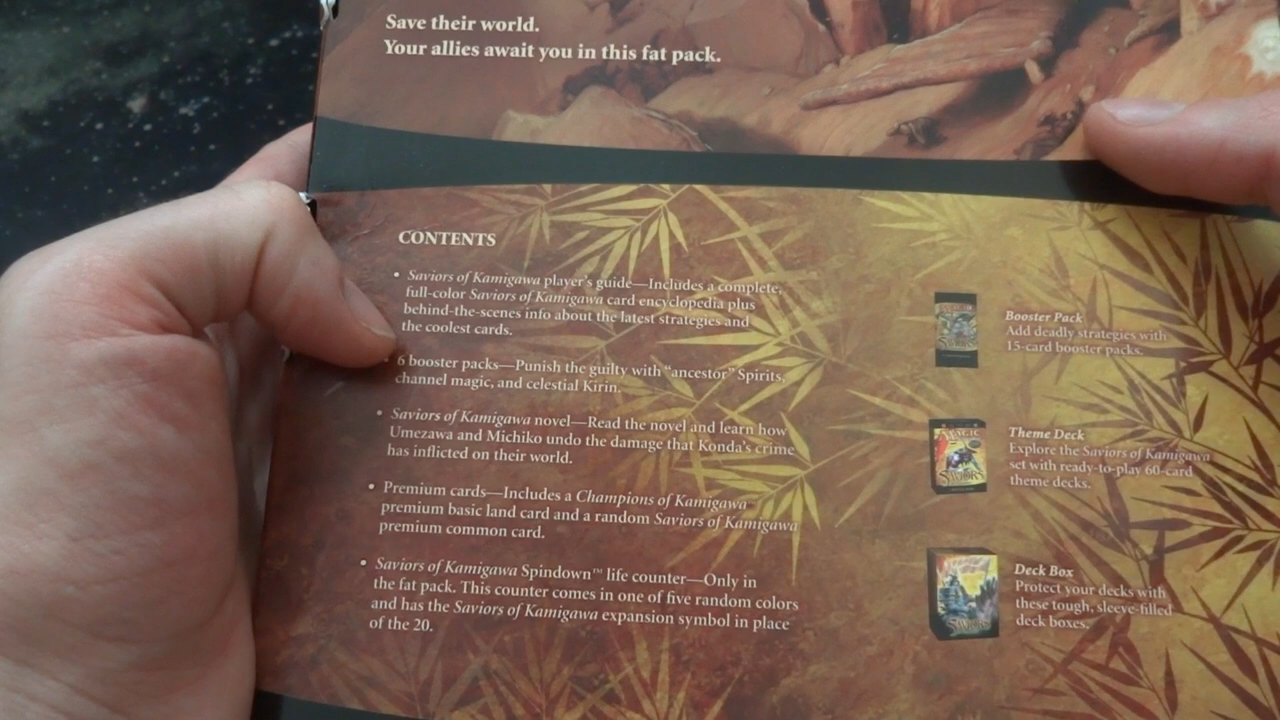 Save their world.
Your allies await you in this fat pack.
CONTENTS
• Saviors of Kamigawa player's guide—Includes a complete,
full-color Saviors of Kamigawa card encyclopedia plus
behind-the-scenes info about the latest strategies and
the coolest cards.
• 6 booster packs—Punish the guilty with “ancestor” Spirits,
channel magic, and celestial Kirin.
• Saviors of Kamigawa novel—Read the novel and learn how
Umezawa and Michiko undo the damage that Konda's crime
has inflicted on their world.
• Premium cards—Includes a Champions of Kamigawa
premium basic land card and a random Saviors of Kamigawa
premium common card.
• Saviors of Kamigawa Spindown™ life counter—Only in
the fat pack. This counter comes in one of five random colors
and has the Saviors of Kamigawa expansion symbol in place
of the 20.
Booster Pack
Add deadly strategies with
15-card booster packs.
MAGIC
SAVIORS
Theme Deck
Explore the Saviors of Kamigawa
set with ready-to-play 60-card
theme decks.
SAVIORS
Deck Box
Protect your decks with
these tough, sleeve-filled
deck boxes.